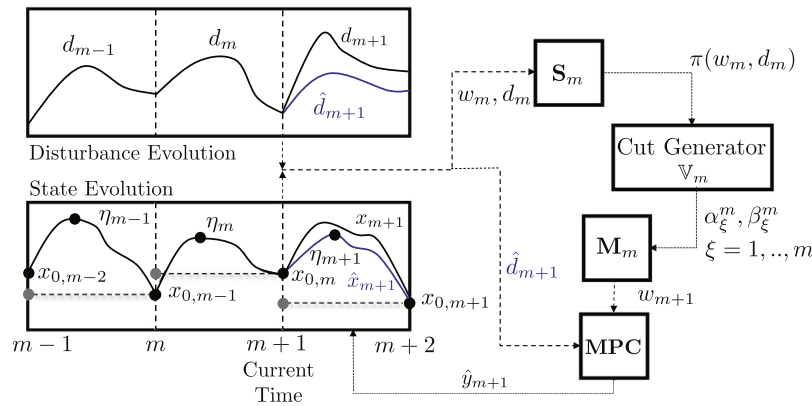 d_{m-1}
d_m
d_{m+1}
\hat{d}_{m+1}
Disturbance Evolution
State Evolution
η_{m-1}
η_m
x_{m+1}
η_{m+1}
\hat{x}_{m+1}
x_{0,m-2}
x_{0,m-1}
x_{0,m}
x_{0,m+1}
m − 1
m
m + 1
m + 2
Current
Time
w_m, d_m
S_m
π(w_m, d_m)
Cut Generator
𝕍_m
α_ξ^m, β_ξ^m
ξ = 1, .., m
M_m
w_{m+1}
\hat{d}_{m+1}
MPC
\hat{y}_{m+1}